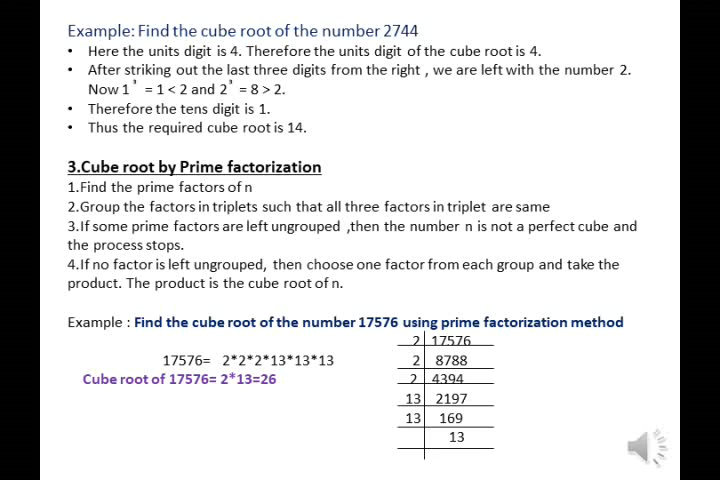 Example: Find the cube root of the number 2744
• Here the units digit is 4. Therefore the units digit of the cube root is 4.
• After striking out the last three digits from the right , we are left with the number 2.
Now 1³ = 1 < 2 and 2³ = 8 > 2.
• Therefore the tens digit is 1.
• Thus the required cube root is 14.
3.Cube root by Prime factorization
1.Find the prime factors of n
2.Group the factors in triplets such that all three factors in triplet are same
3.If some prime factors are left ungrouped ,then the number n is not a perfect cube and
the process stops.
4.If no factor is left ungrouped, then choose one factor from each group and take the
product. The product is the cube root of n.
Example : Find the cube root of the number 17576 using prime factorization method
17576= 2*2*2*13*13*13
Cube root of 17576= 2*13=26
2 17576
2 8788
2 4394
13 2197
13 169
13